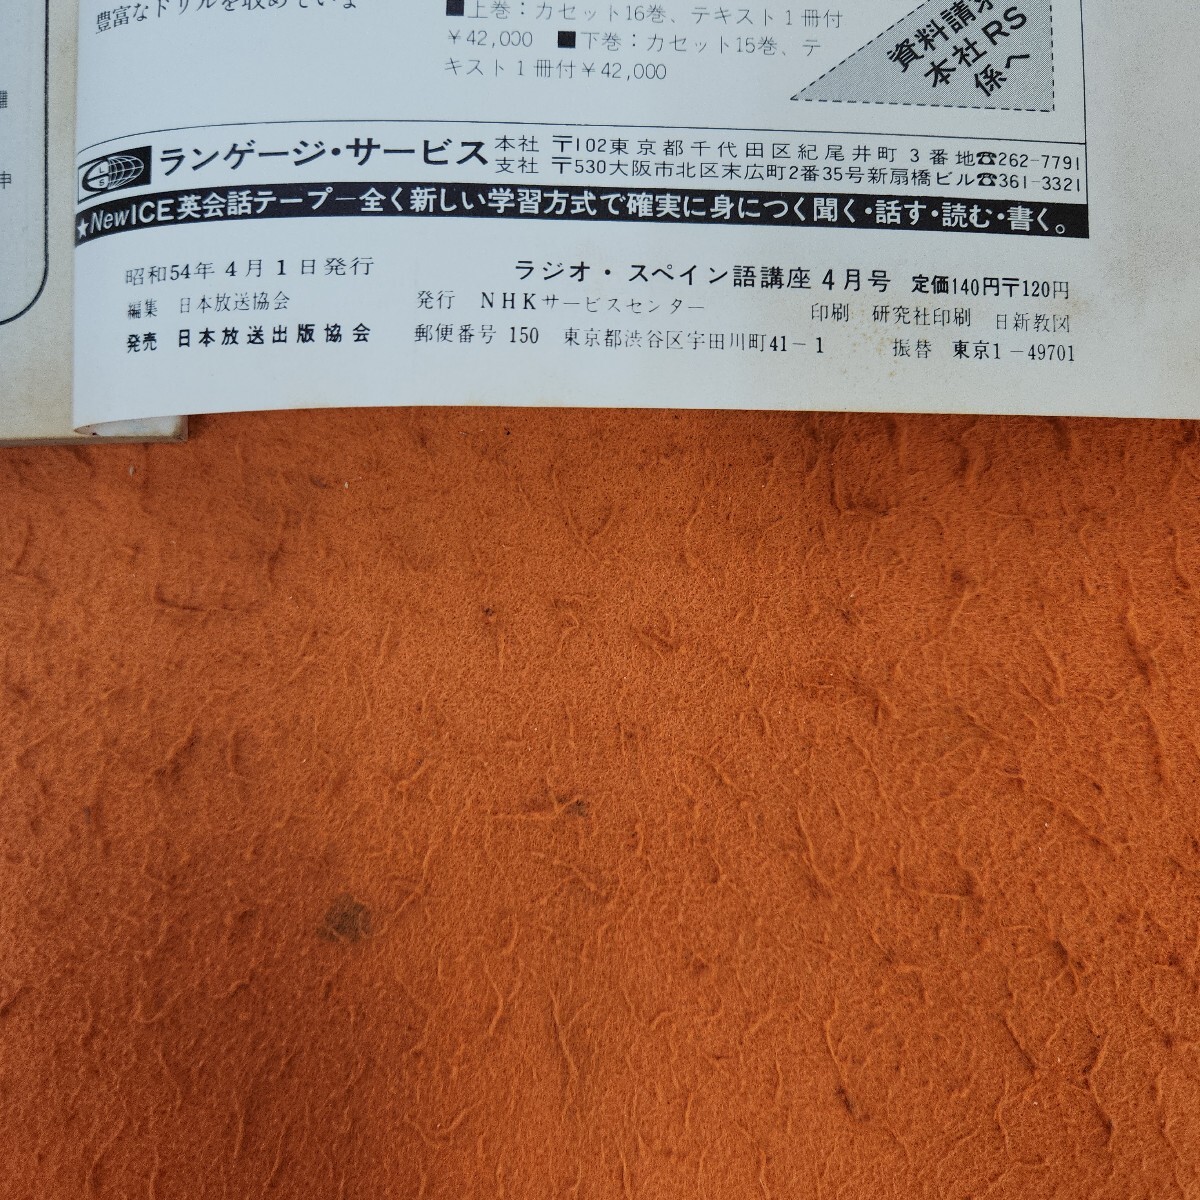 豊富なドリルを収めていま
■上巻：カセット16巻、テキスト1冊付
￥42,000 ■下巻：カセット15巻、テ
キスト1冊付￥42,000
資料請求
本社RS
係へ
申
ランゲージ・サービス
本社 〒102東京都千代田区紀尾井町3番地☎262-7791
支社 〒530大阪市北区末広町2番35号新扇橋ビル☎361-3321
★New ICE英会話テープ―全く新しい学習方式で確実に身につく聞く・話す・読む・書く。
昭和54年4月1日発行 ラジオ・スペイン語講座4月号 定価140円〒120円
編集 日本放送協会 発行 NHKサービスセンター 印刷 研究社印刷 日新教図
発売 日本放送出版協会 郵便番号150 東京都渋谷区宇田川町41－1 振替 東京1－49701